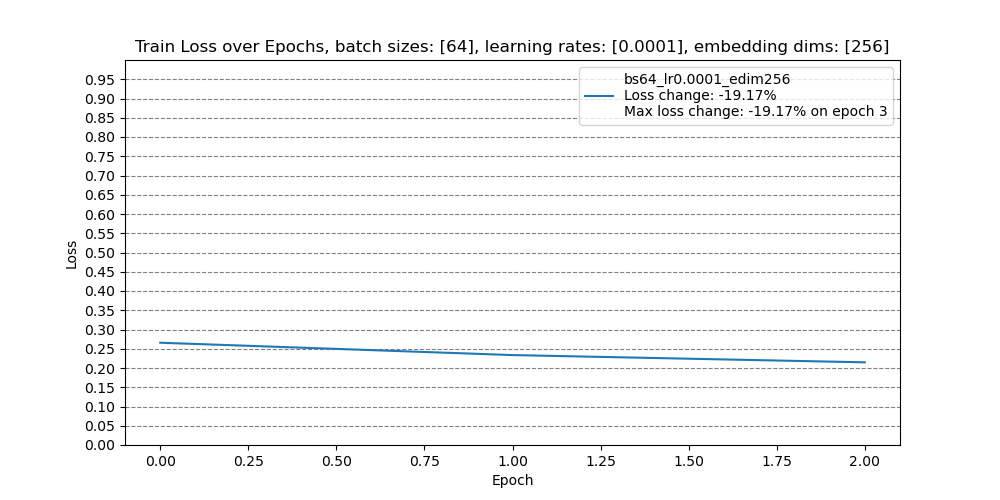 Train Loss over Epochs, batch sizes: [64], learning rates: [0.0001], embedding dims: [256]
bs64_lr0.0001_edim256
Loss change: -19.17%
Max loss change: -19.17% on epoch 3
Loss
0.95
0.90
0.85
0.80
0.75
0.70
0.65
0.60
0.55
0.50
0.45
0.40
0.35
0.30
0.25
0.20
0.15
0.10
0.05
0.00
0.00 0.25 0.50 0.75 1.00 1.25 1.50 1.75 2.00
Epoch